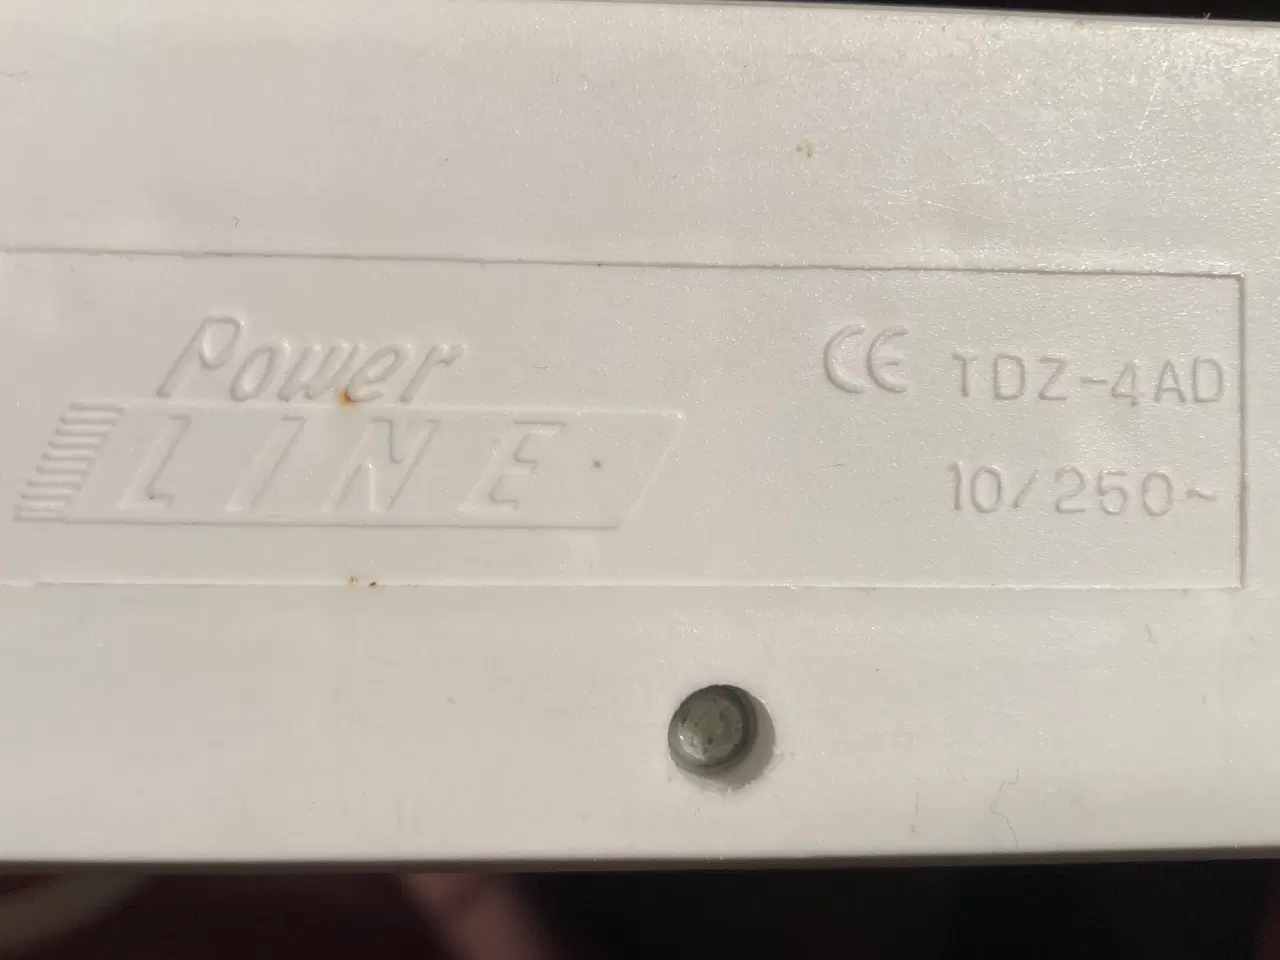 Power
LINE
CE TDZ-4AD
10/250~